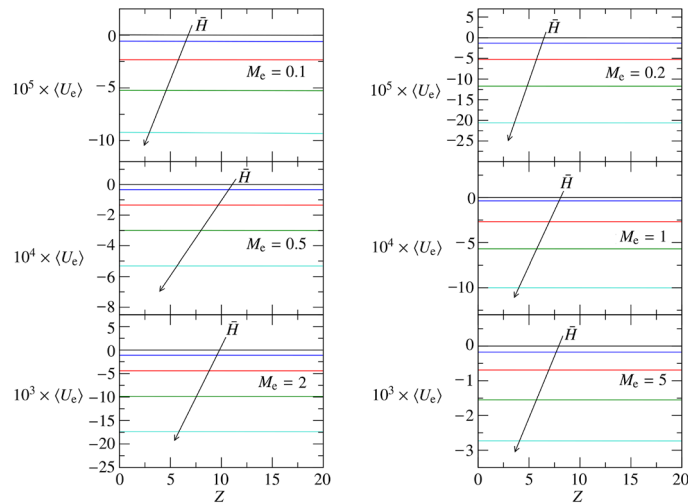 0
−5
−10
10⁵ × ⟨Uₑ⟩
H̄
Mₑ = 0.1
5
0
−5
−10
−15
−20
−25
10⁵ × ⟨Uₑ⟩
H̄
Mₑ = 0.2
0
−2
−4
−6
−8
10⁴ × ⟨Uₑ⟩
H̄
Mₑ = 0.5
0
−5
−10
10⁴ × ⟨Uₑ⟩
H̄
Mₑ = 1
5
0
−5
−10
−15
−20
−25
10³ × ⟨Uₑ⟩
H̄
Mₑ = 2
0 5 10 15 20
Z
0
−1
−2
−3
10³ × ⟨Uₑ⟩
H̄
Mₑ = 5
0 5 10 15 20
Z